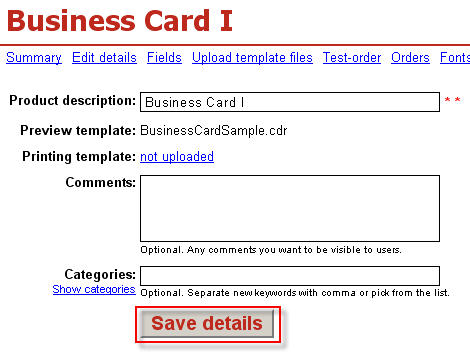 Business Card I
Summary Edit details Fields Upload template files Test-order Orders Fonts
Product description: Business Card I * *
Preview template: BusinessCardSample.cdr
Printing template: not uploaded
Comments:
Optional. Any comments you want to be visible to users.
Categories:
Show categories Optional. Separate new keywords with comma or pick from the list.
Save details